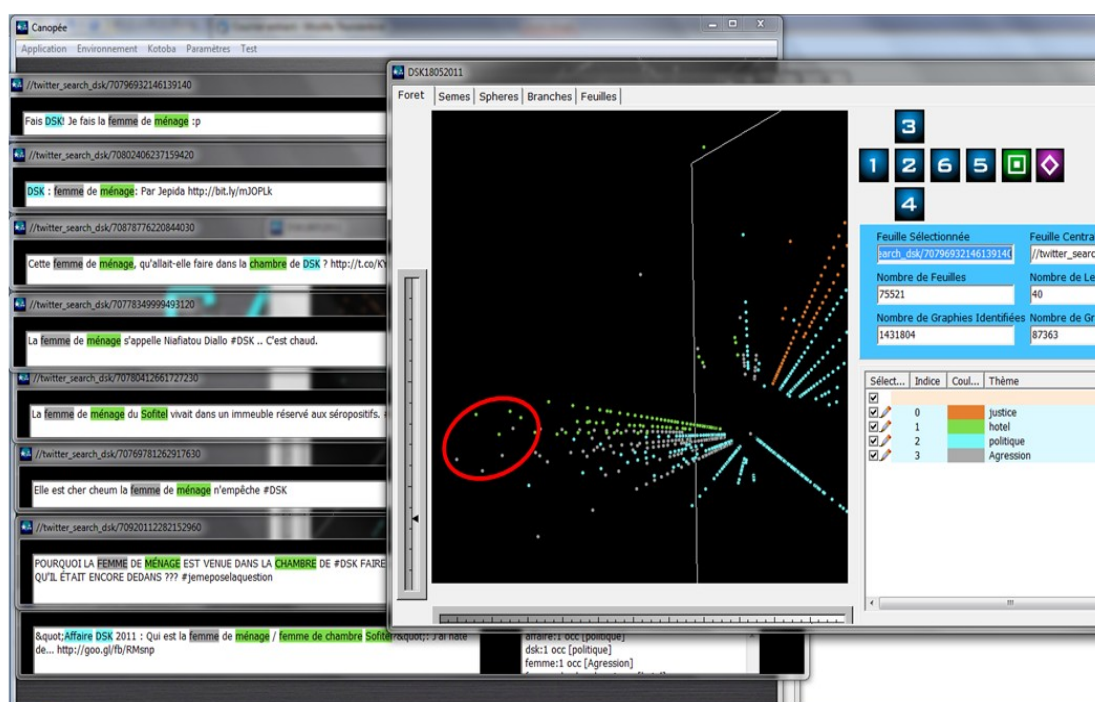 Canopée
Application Environnement Kotoba Paramètres Test
//twitter_search_dsk/70796932146139140
Fais DSK! Je fais la femme de ménage :p
//twitter_search_dsk/70802406237159420
DSK : femme de ménage: Par Jepida http://bit.ly/mJOPLk
//twitter_search_dsk/70878776220844030
Cette femme de ménage, qu'allait-elle faire dans la chambre de DSK ? http://t.co/KY
//twitter_search_dsk/70778349999493120
La femme de ménage s'appelle Niafiatou Diallo #DSK .. C'est chaud.
//twitter_search_dsk/70780412661727230
La femme de ménage du Sofitel vivait dans un immeuble réservé aux séropositifs.
//twitter_search_dsk/70769781262917630
Elle est cher cheum la femme de ménage n'empêche #DSK
//twitter_search_dsk/70920112282152960
POURQUOI LA FEMME DE MÉNAGE EST VENUE DANS LA CHAMBRE DE #DSK FAIRE
QU'IL ÉTAIT ENCORE DEDANS ??? #jemeposelaquestion
&quot;Affaire DSK 2011 : Qui est la femme de ménage / femme de chambre Sofitel?&quot;: J'ai hâte
de... http://goo.gl/fb/RMsnp
affaire:1 occ [politique]
dsk:1 occ [politique]
femme:1 occ [Agression]
DSK18052011
Foret Semes Spheres Branches Feuilles
3
1 2 6 5
4
Feuille Sélectionnée Feuille Centra
earch_dsk/70796932146139140 //twitter_searc
Nombre de Feuilles Nombre de Le
75521 40
Nombre de Graphies Identifiées Nombre de Gr
1431804 87363
Sélect... Indice Coul... Thème
0 justice
1 hotel
2 politique
3 Agression